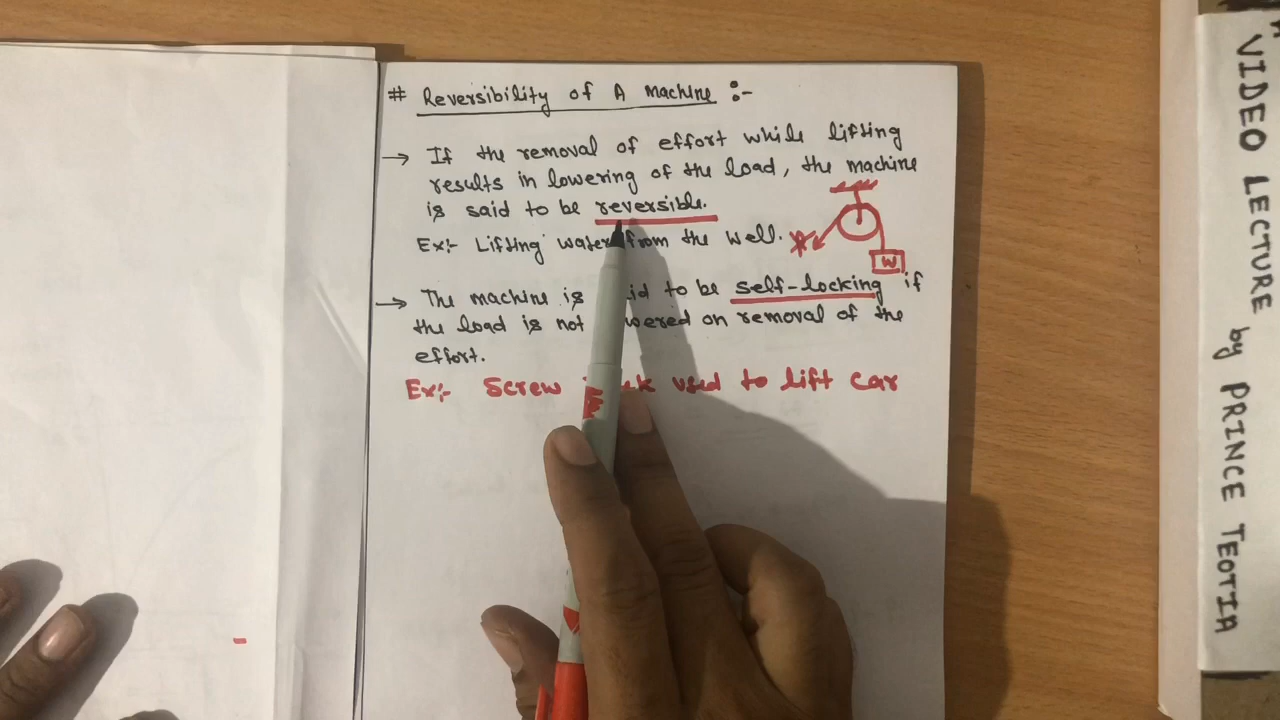 # Reversibility of A Machine :-
→ If the removal of effort while lifting
results in lowering of the load, the machine
is said to be reversible.
Ex:- Lifting water from the well.
W
→ The machine is to be self-locking if
the load is not on removal of the
effort.
Ex:- Screw used to lift car
VIDEO LECTURE by PRINCE TEOTIA